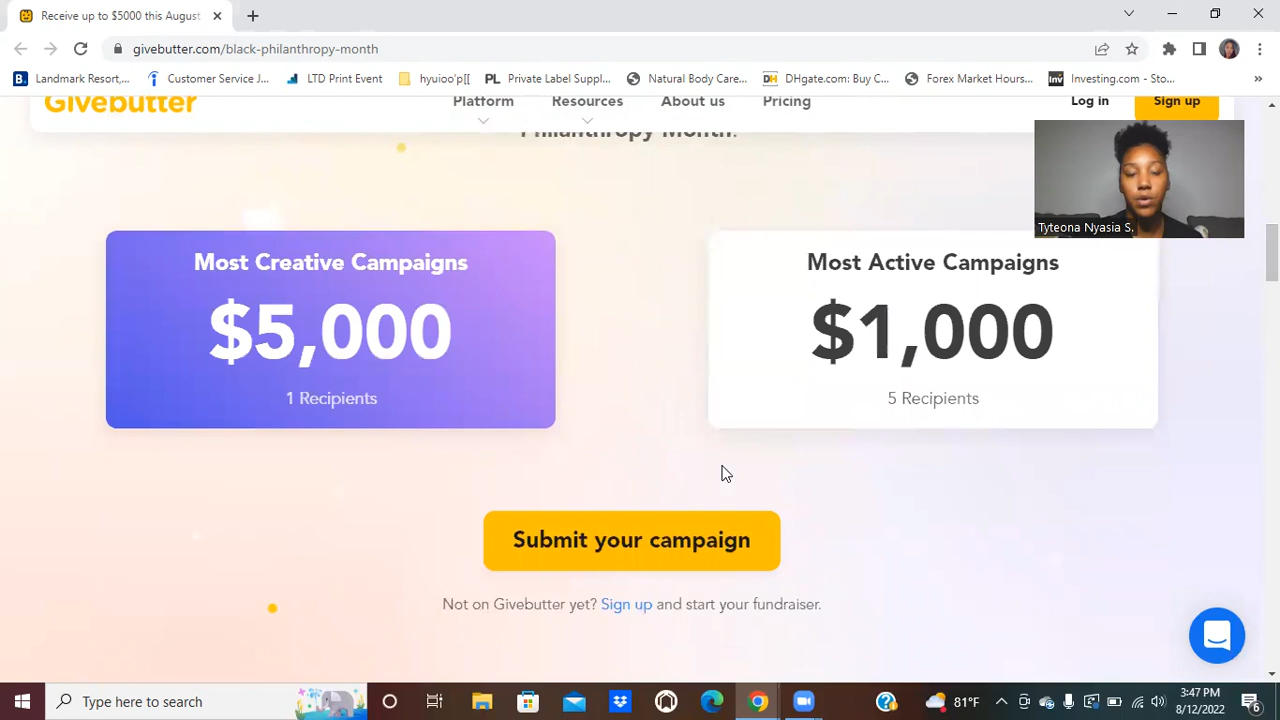 Receive up to $5000 this August
givebutter.com/black-philanthropy-month
B.
Landmark Resort,...
Customer Service J...
LTD Print Event
hyuioo'p[[
PL
Private Label Suppl...
Natural Body Care...
DH
DHgate.com: Buy C...
Forex Market Hours...
Inv
Investing.com - Sto...
»
Givebutter
Platform
Resources
About us
Pricing
Log in
Sign up
Philanthropy Month.
Tyteona Nyasia S.
Most Creative Campaigns
$5,000
1 Recipients
Most Active Campaigns
$1,000
5 Recipients
Submit your campaign
Not on Givebutter yet? Sign up and start your fundraiser.
Type here to search
81°F
3:47 PM
8/12/2022
6